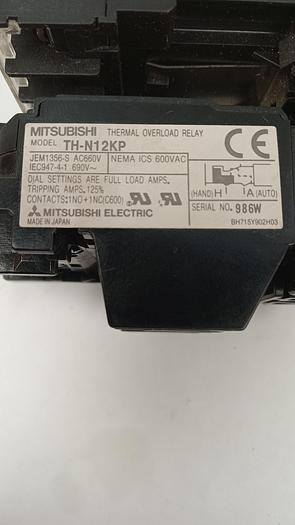 MITSUBISHI THERMAL OVERLOAD RELAY
MODEL TH-N12KP
CE
JEM1356-S AC660V NEMA ICS 600VAC
IEC947-4-1 690V~
DIAL SETTINGS ARE FULL LOAD AMPS.
TRIPPING AMPS.125%
CONTACTS:1NO+1NC(C600)
(HAND) H A (AUTO)
MITSUBISHI ELECTRIC
SERIAL NO. 986W
MADE IN JAPAN
BH715Y902H03